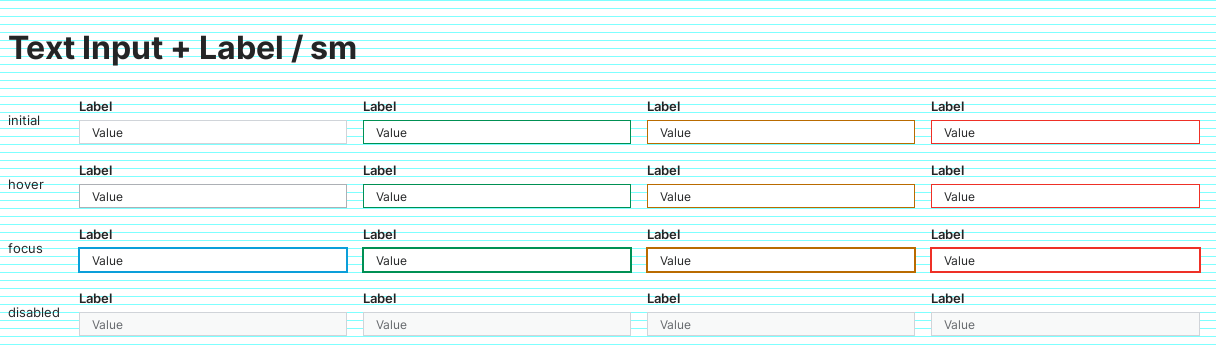 Text Input + Label / sm
Label Label Label Label
initial Value Value Value Value
Label Label Label Label
hover Value Value Value Value
Label Label Label Label
focus Value Value Value Value
Label Label Label Label
disabled Value Value Value Value